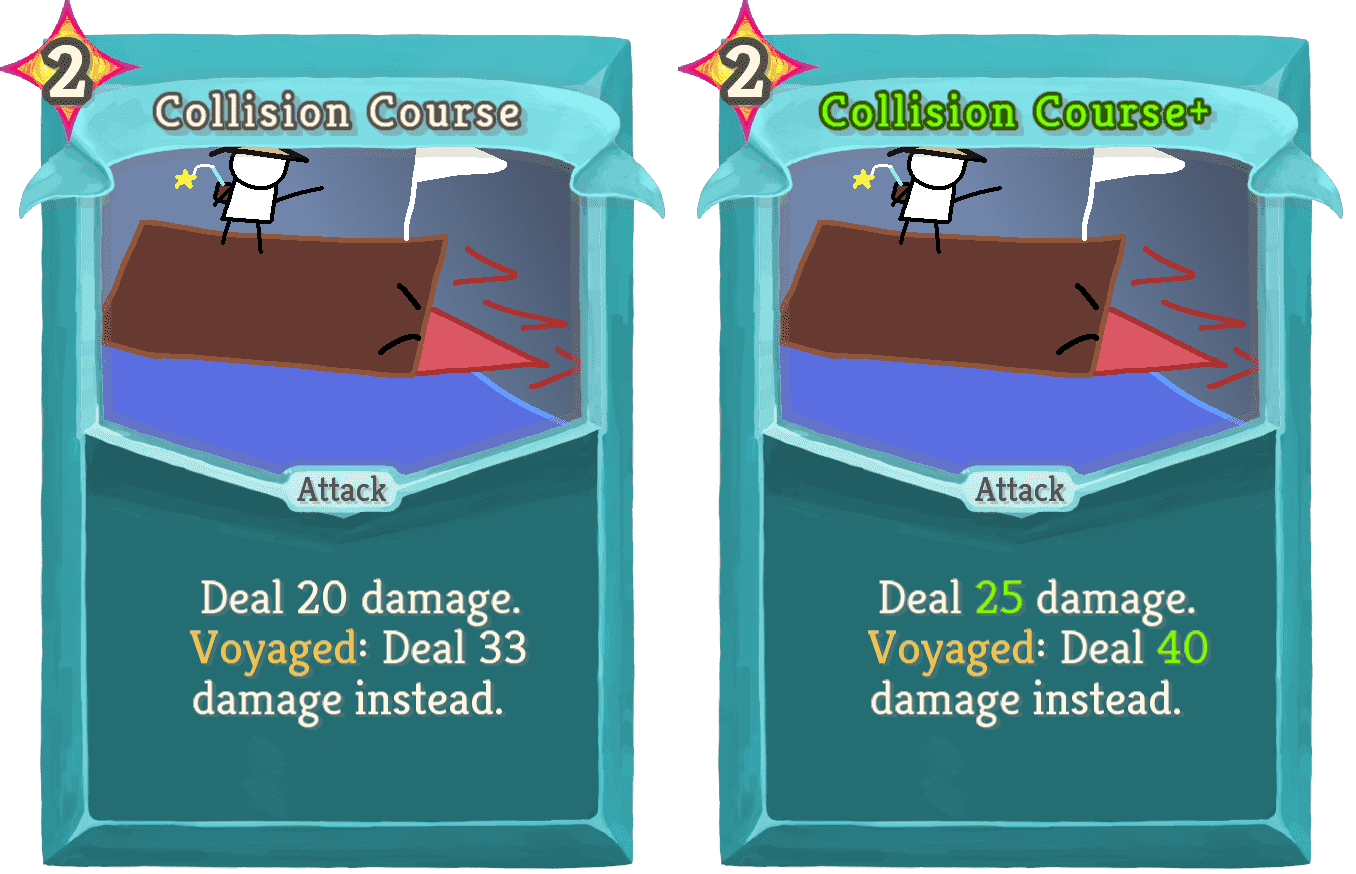 2
Collision Course
Attack
Deal 20 damage.
Voyaged: Deal 33
damage instead.
2
Collision Course+
Attack
Deal 25 damage.
Voyaged: Deal 40
damage instead.